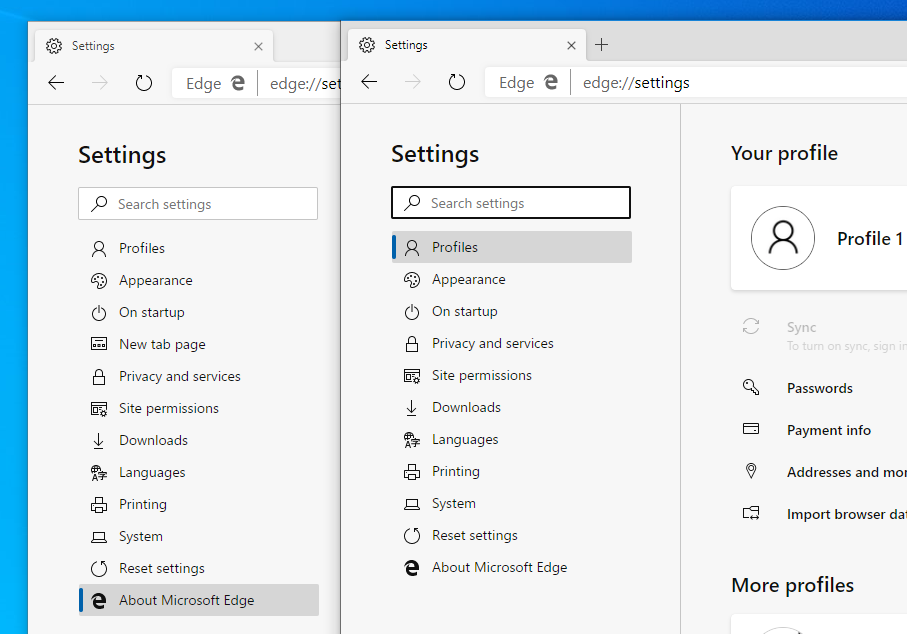 Settings
Edge
edge://set
Settings
Search settings
Profiles
Appearance
On startup
New tab page
Privacy and services
Site permissions
Downloads
Languages
Printing
System
Reset settings
About Microsoft Edge
Settings
Edge
edge://settings
Settings
Search settings
Profiles
Appearance
On startup
Privacy and services
Site permissions
Downloads
Languages
Printing
System
Reset settings
About Microsoft Edge
Your profile
Profile 1
Sync
To turn on sync, sign in
Passwords
Payment info
Addresses and mor
Import browser dat
More profiles